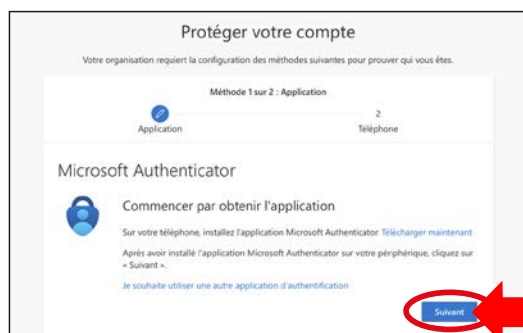 Protéger votre compte
Votre organisation requiert la configuration des méthodes suivantes pour prouver qui vous êtes.
Méthode 1 sur 2 : Application
2
Application
Téléphone
Microsoft Authenticator
Commencer par obtenir l'application
Sur votre téléphone, installez l'application Microsoft Authenticator Télécharger maintenant
Après avoir installé l'application Microsoft Authenticator sur votre périphérique, cliquez sur
« Suivant ».
Je souhaite utiliser une autre application d'authentification
Suivant